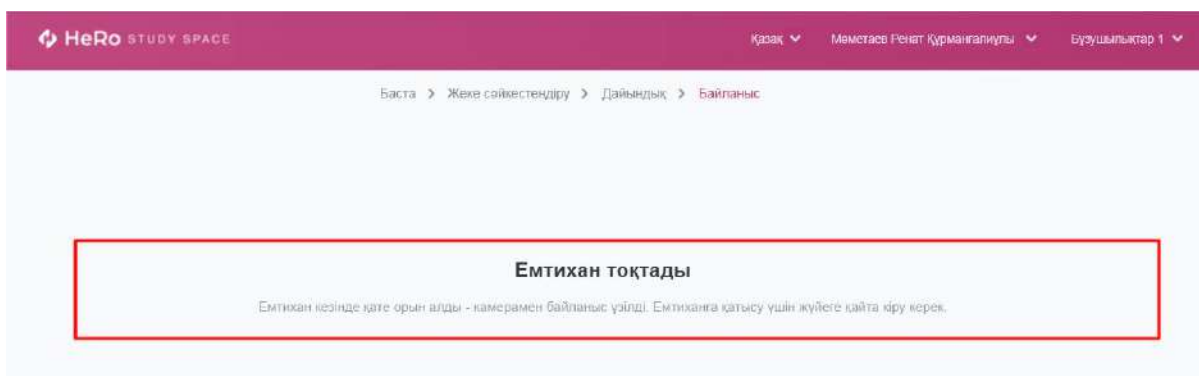 HeRo STUDY SPACE
Қазақ
Мәметаев Ренат Құрманғалиұлы
Бұзушылықтар 1
Баста > Жеке сәйкестендіру > Дайындық > Байланыс
Емтихан тоқтады
Емтихан кезінде қате орын алды - камерамен байланыс үзілді. Емтиханға қатысу үшін жүйеге қайта кіру керек.